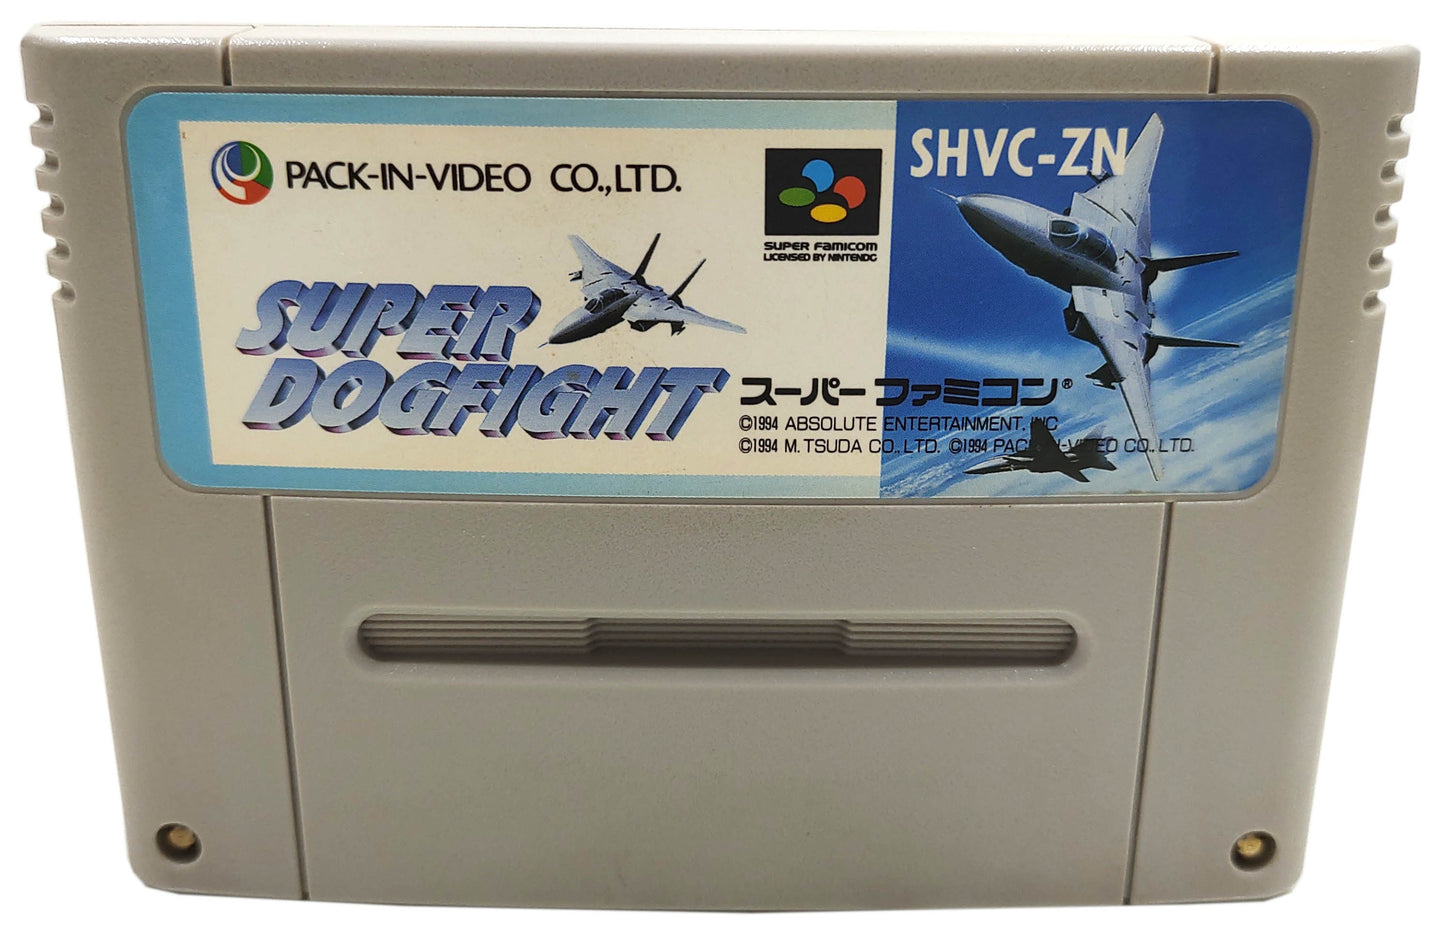 PACK-IN-VIDEO CO.,LTD.
SHVC-ZN
SUPER FAMICOM
LICENSED BY NINTENDO
SUPER
DOGFIGHT
スーパーファミコン®
©1994 ABSOLUTE ENTERTAINMENT, INC
©1994 M. TSUDA CO., LTD. ©1994 PACK-IN-VIDEO CO., LTD.